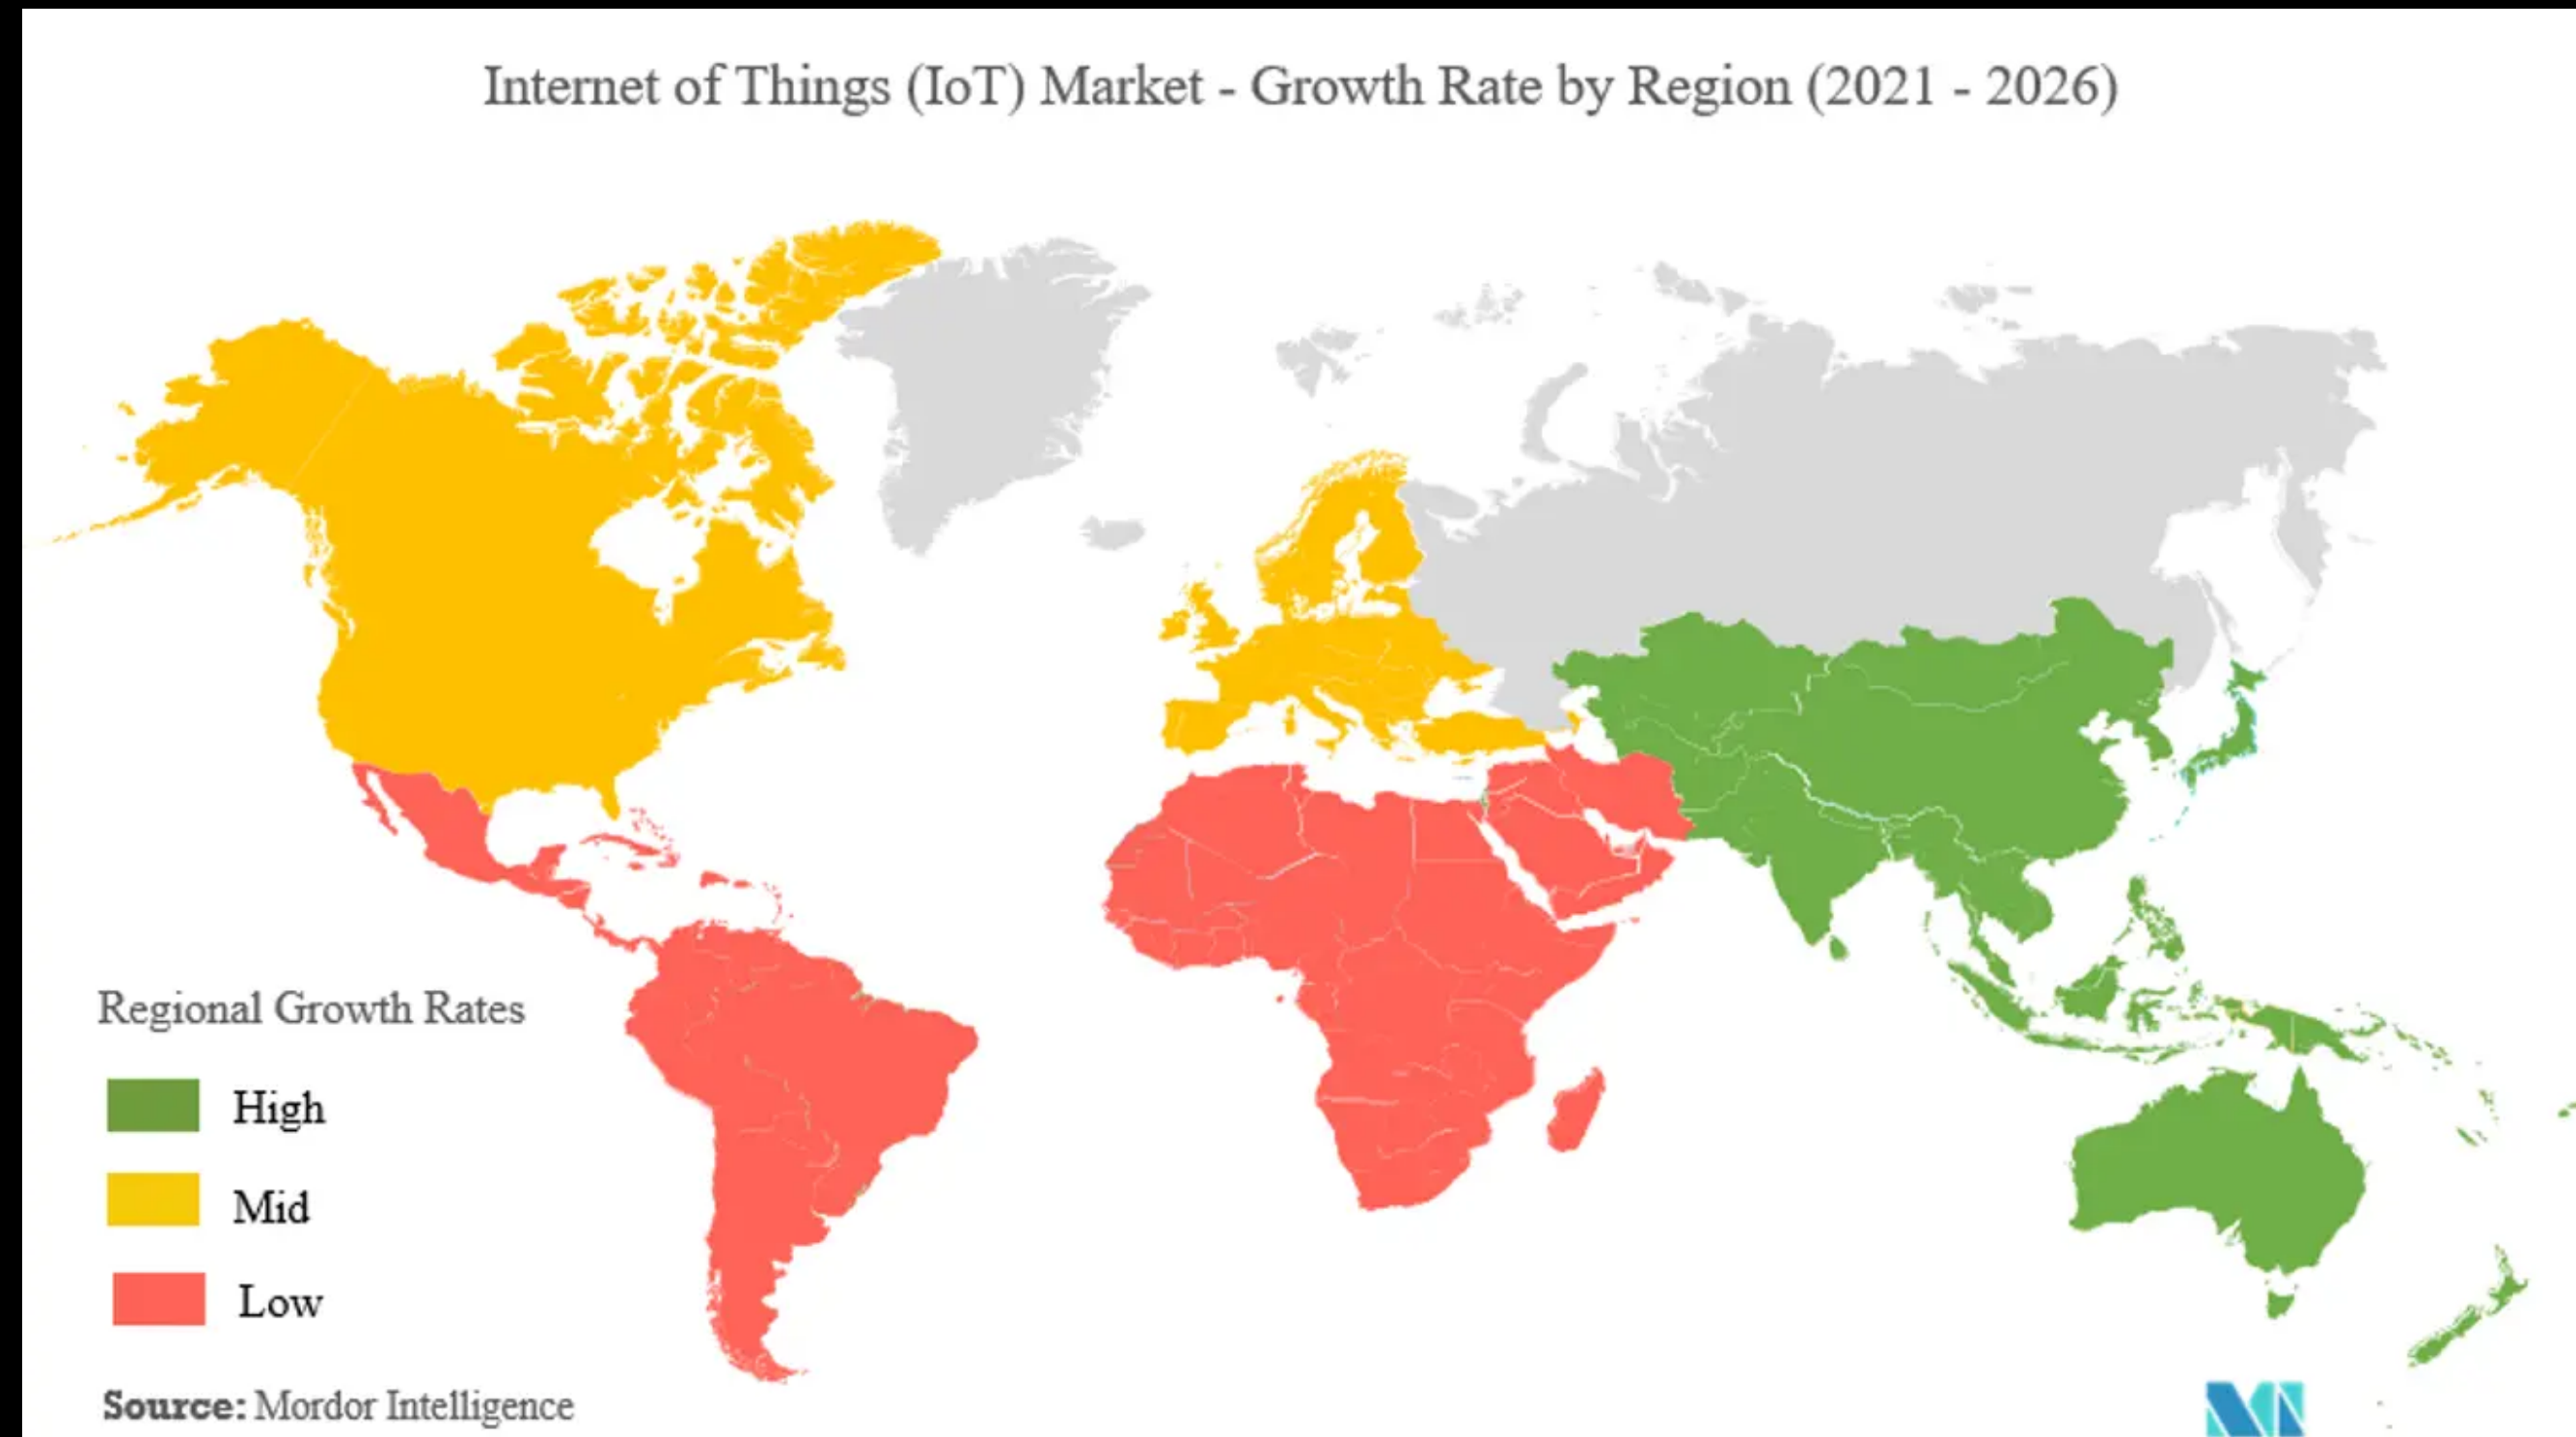 Internet of Things (IoT) Market - Growth Rate by Region (2021 - 2026)
Regional Growth Rates
High
Mid
Low
Source: Mordor Intelligence